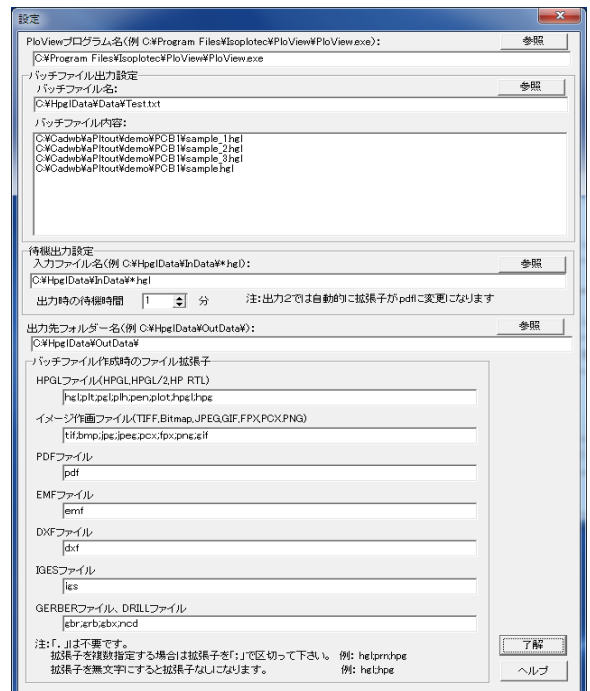 設定
PloViewプログラム名(例 C:¥Program Files¥Isoplotec¥PloView¥PloView.exe):
参照
C:¥Program Files¥Isoplotec¥PloView¥PloView.exe
バッチファイル出力設定
バッチファイル名:
参照
C:¥HpglData¥Data¥Test.txt
バッチファイル内容:
C:¥Cadwb¥aPltout¥demo¥PCB1¥sample_1.hgl
C:¥Cadwb¥aPltout¥demo¥PCB1¥sample_2.hgl
C:¥Cadwb¥aPltout¥demo¥PCB1¥sample_3.hgl
C:¥Cadwb¥aPltout¥demo¥PCB1¥sample.hgl
待機出力設定
入力ファイル名(例 C:¥HpglData¥InData¥*.hgl):
参照
C:¥HpglData¥InData¥*.hgl
出力時の待機時間 1 分 注:出力2では自動的に拡張子が.pdfに変更になります
出力先フォルダー名(例 C:¥HpglData¥OutData¥):
参照
C:¥HpglData¥OutData¥
バッチファイル作成時のファイル拡張子
HPGLファイル(HPGL,HPGL/2,HP RTL)
hgl;plt;pgl;plh;pen;plot;hpgl;hpg
イメージ作画ファイル(TIFF,Bitmap,JPEG,GIF,FPX,PCX,PNG)
tif;bmp;jpg;jpeg;pcx;fpx;png;gif
PDFファイル
pdf
EMFファイル
emf
DXFファイル
dxf
IGESファイル
igs
GERBERファイル、DRILLファイル
gbr;grb;gbx;ncd
注:「.」は不要です。
拡張子を複数指定する場合は拡張子を「;」で区切って下さい。 例: hgl;prn;hpg
拡張子を無文字にすると拡張子なしになります。 例: hgl;;hpg
了解
ヘルプ